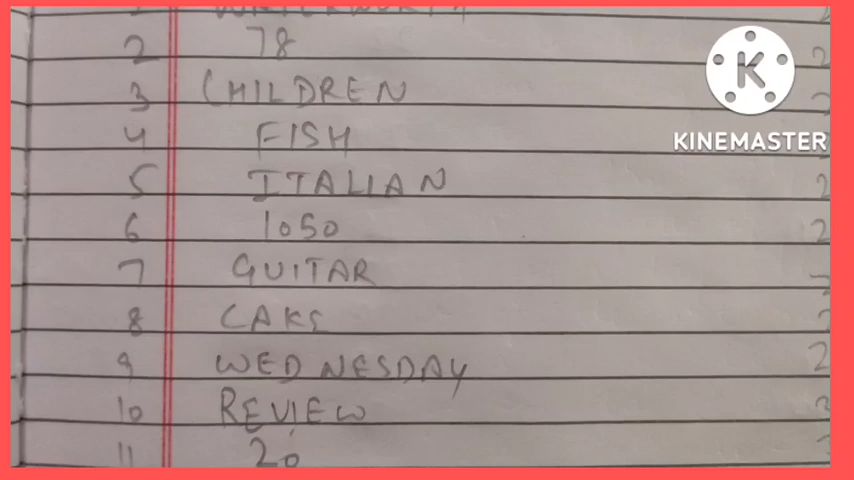 2 78
3 CHILDREN
4 FISH
5 ITALIAN
6 1050
7 GUITAR
8 CAKE
9 WEDNESDAY
10 REVIEW
11 20
K
KINEMASTER